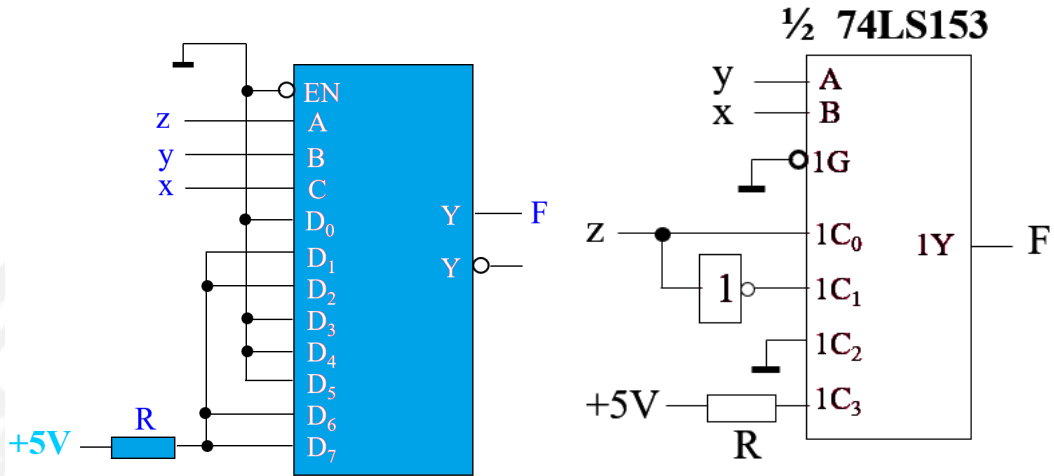 EN
z
A
y
B
x
C
D₀
Y
F
D₁
Y
D₂
D₃
D₄
D₅
D₆
R
+5V
D₇
½ 74LS153
y
A
x
B
1G
z
1C₀
1Y
F
1
1C₁
1C₂
+5V
1C₃
R